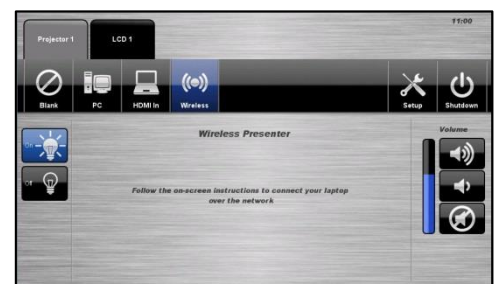 11:00
Projector 1
LCD 1
Blank
PC
HDMI In
Wireless
Setup
Shutdown
On
Off
Wireless Presenter
Follow the on-screen instructions to connect your laptop
over the network
Volume